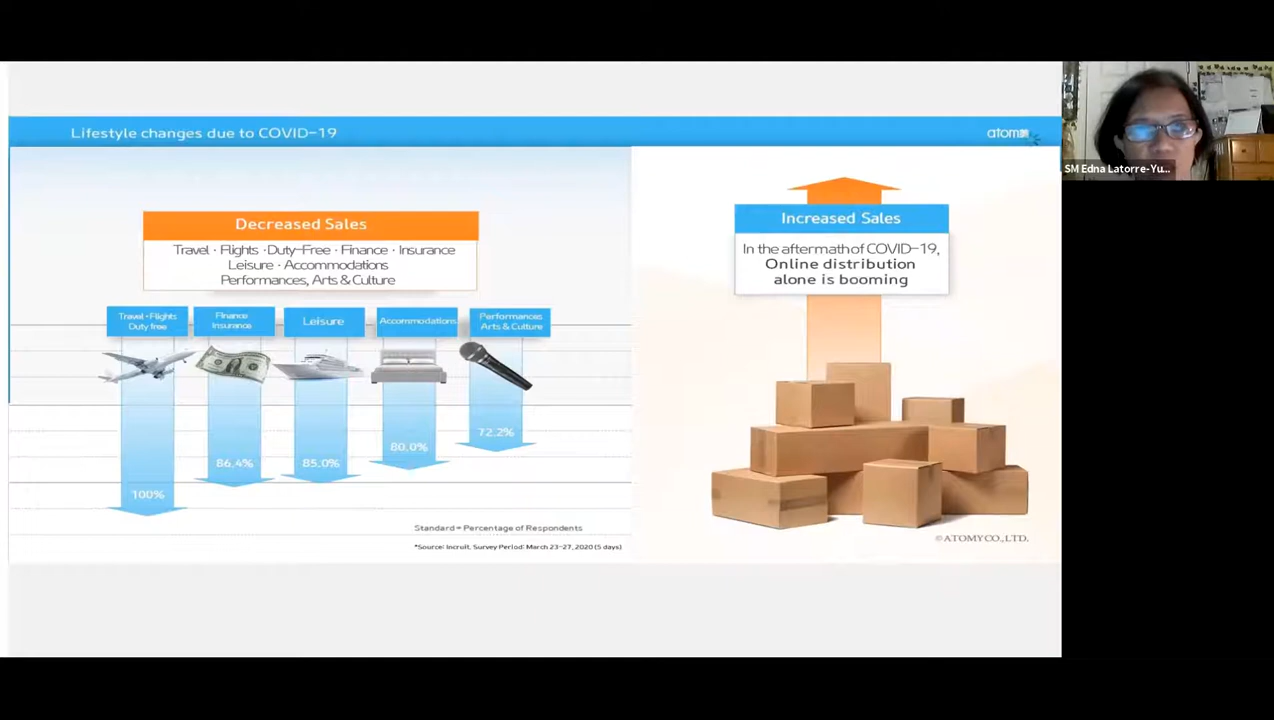 Lifestyle changes due to COVID-19
atom
Decreased Sales
Travel · Flights · Duty-Free · Finance · Insurance
Leisure · Accommodations
Performances, Arts & Culture
Travel · Flights
Duty free
Finance
Insurance
Leisure
Accommodations
Performances
Arts & Culture
100%
86.4%
85.0%
80.0%
72.2%
Standard = Percentage of Respondents
*Source: Incruit, Survey Period: March 23-27, 2020 (5 days)
Increased Sales
In the aftermath of COVID-19,
Online distribution
alone is booming
© ATOMY CO., LTD.
SM Edna Latorre-Yu...